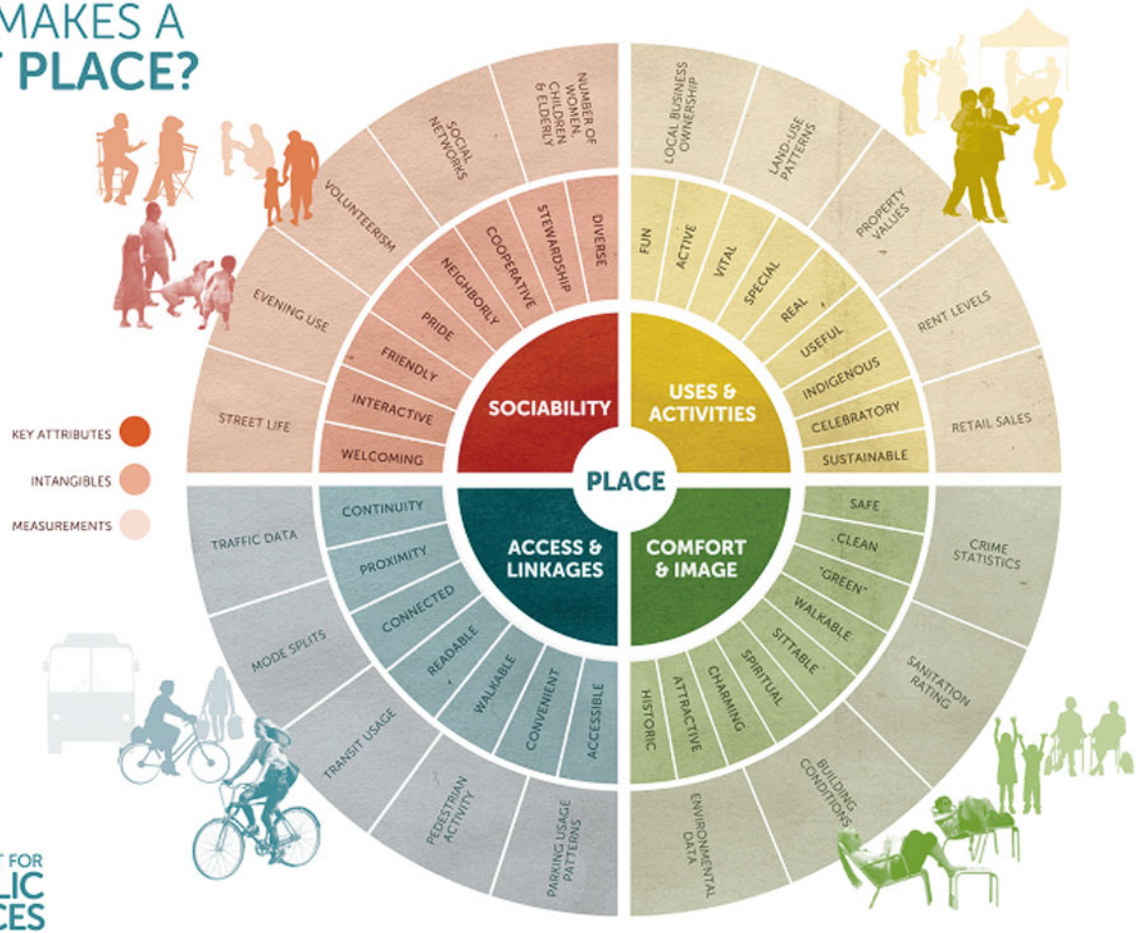 MAKES A
PLACE?
KEY ATTRIBUTES
INTANGIBLES
MEASUREMENTS
PLACE
SOCIABILITY
USES &
ACTIVITIES
ACCESS &
LINKAGES
COMFORT
& IMAGE
WELCOMING
INTERACTIVE
FRIENDLY
PRIDE
NEIGHBORLY
COOPERATIVE
STEWARDSHIP
DIVERSE
FUN
ACTIVE
VITAL
SPECIAL
REAL
USEFUL
INDIGENOUS
CELEBRATORY
SUSTAINABLE
SAFE
CLEAN
"GREEN"
WALKABLE
SITTABLE
SPIRITUAL
CHARMING
ATTRACTIVE
HISTORIC
ACCESSIBLE
CONVENIENT
WALKABLE
READABLE
CONNECTED
PROXIMITY
CONTINUITY
STREET LIFE
EVENING USE
VOLUNTEERISM
SOCIAL
NETWORKS
NUMBER OF
WOMEN,
CHILDREN
& ELDERLY
LOCAL BUSINESS
OWNERSHIP
LAND-USE
PATTERNS
PROPERTY
VALUES
RENT LEVELS
RETAIL SALES
CRIME
STATISTICS
SANITATION
RATING
BUILDING
CONDITIONS
ENVIRONMENTAL
DATA
PARKING USAGE
PATTERNS
PEDESTRIAN
ACTIVITY
TRANSIT USAGE
MODE SPLITS
TRAFFIC DATA
T FOR
LIC
CES